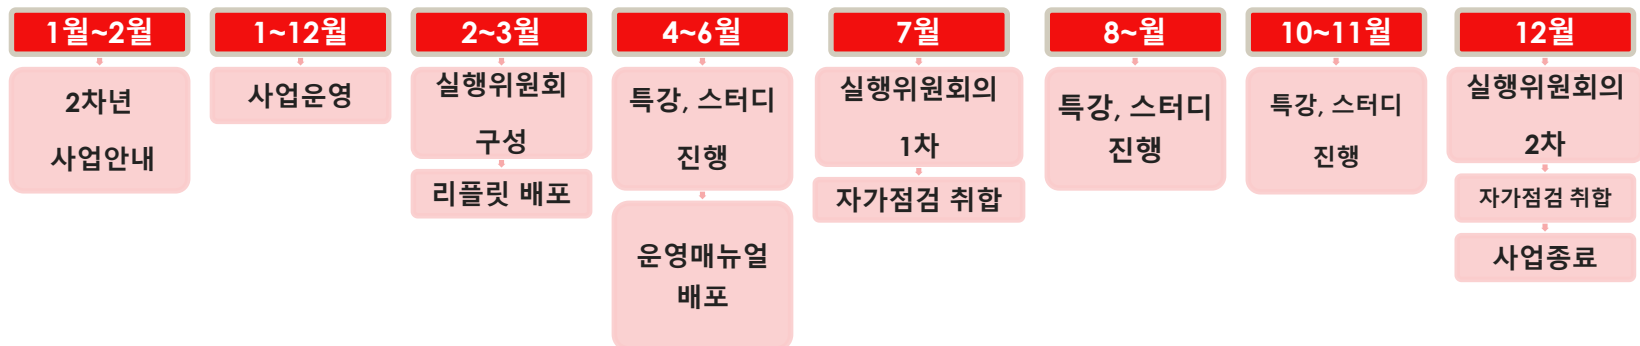 1월~2월
2차년
사업안내
1~12월
사업운영
2~3월
실행위원회
구성
리플릿 배포
4~6월
특강, 스터디
진행
운영매뉴얼
배포
7월
실행위원회의
1차
자가점검 취합
8~월
특강, 스터디
진행
10~11월
특강, 스터디
진행
12월
실행위원회의
2차
자가점검 취합
사업종료